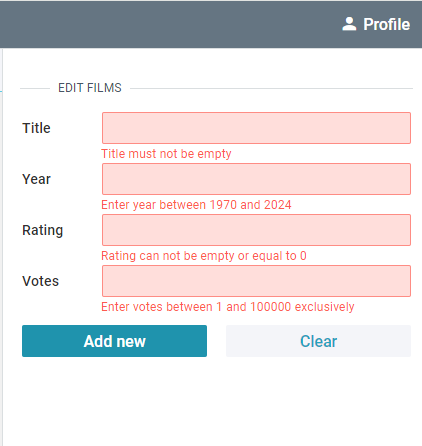 Profile
EDIT FILMS
Title
Title must not be empty
Year
Enter year between 1970 and 2024
Rating
Rating can not be empty or equal to 0
Votes
Enter votes between 1 and 100000 exclusively
Add new Clear